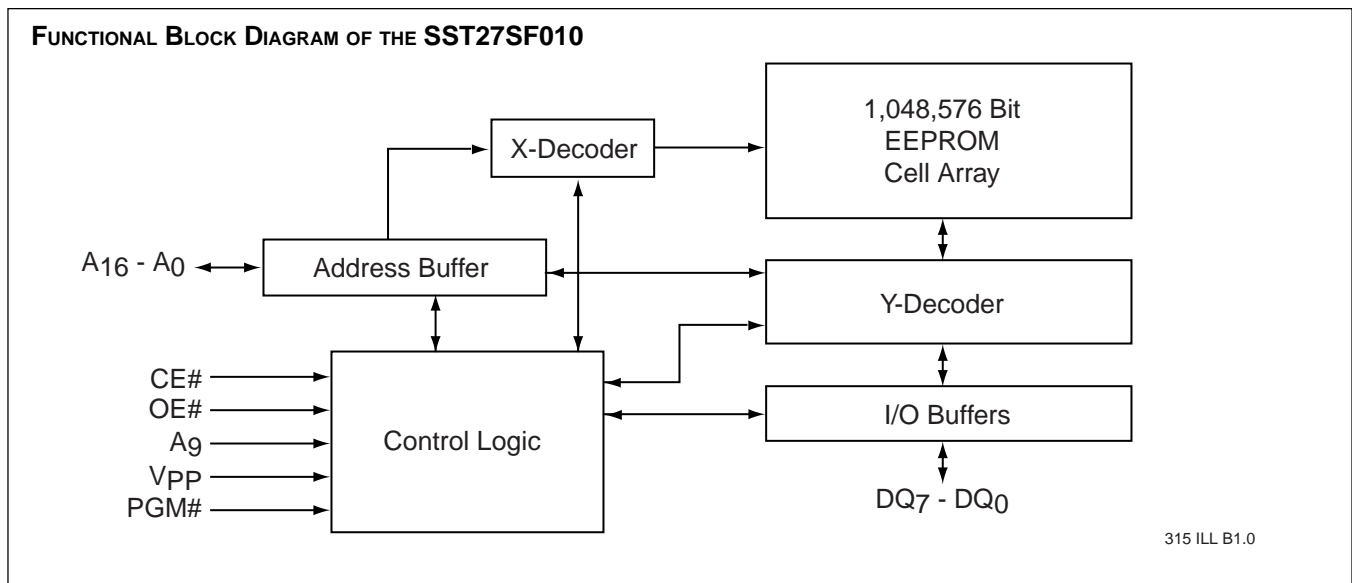 FUNCTIONAL BLOCK DIAGRAM OF THE SST27SF010
1,048,576 Bit
EEPROM
Cell Array
X-Decoder
A16 - A0
Address Buffer
Y-Decoder
CE#
OE#
A9
VPP
PGM#
Control Logic
I/O Buffers
DQ7 - DQ0
315 ILL B1.0